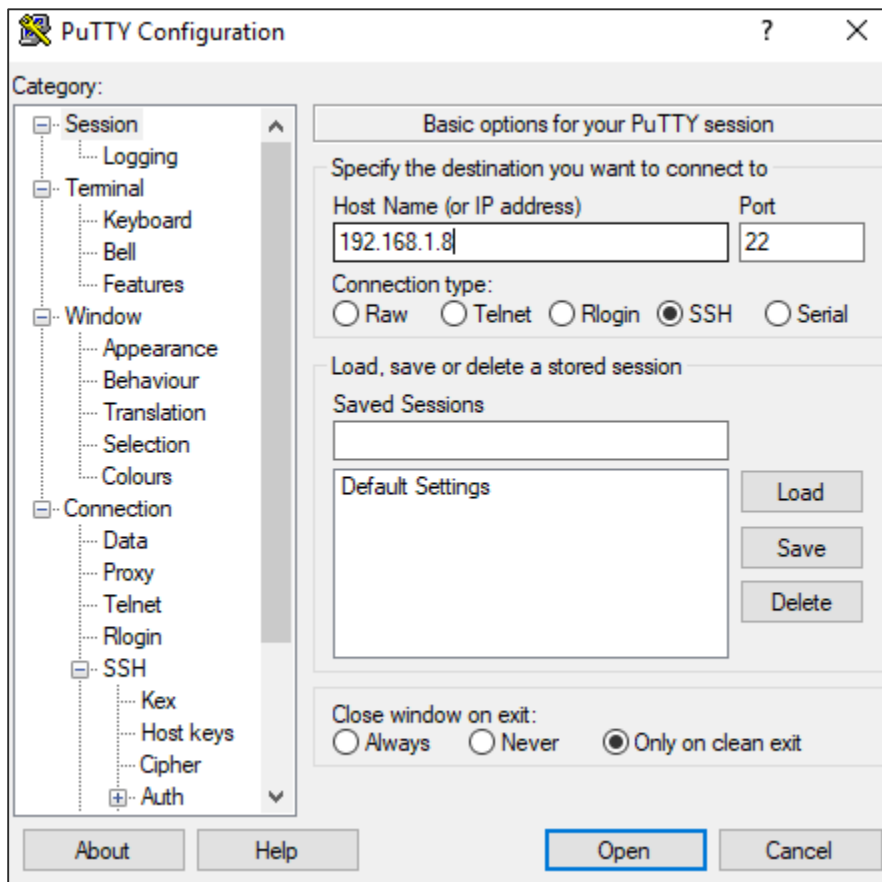 PuTTY Configuration
?
Category:
Session
Logging
Terminal
Keyboard
Bell
Features
Window
Appearance
Behaviour
Translation
Selection
Colours
Connection
Data
Proxy
Telnet
Rlogin
SSH
Kex
Host keys
Cipher
Auth
Basic options for your PuTTY session
Specify the destination you want to connect to
Host Name (or IP address) Port
192.168.1.8 22
Connection type:
Raw Telnet Rlogin SSH Serial
Load, save or delete a stored session
Saved Sessions
Default Settings
Load
Save
Delete
Close window on exit:
Always Never Only on clean exit
About Help Open Cancel